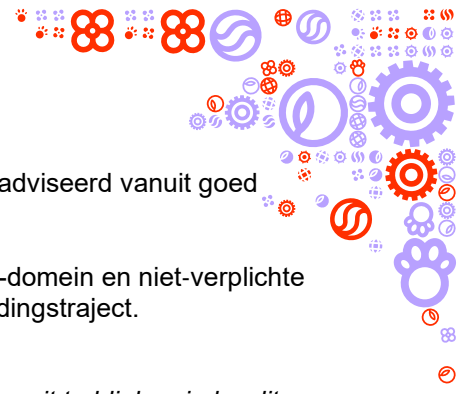 adviseerd vanuit goed
-domein en niet-verplichte
dingstraject.